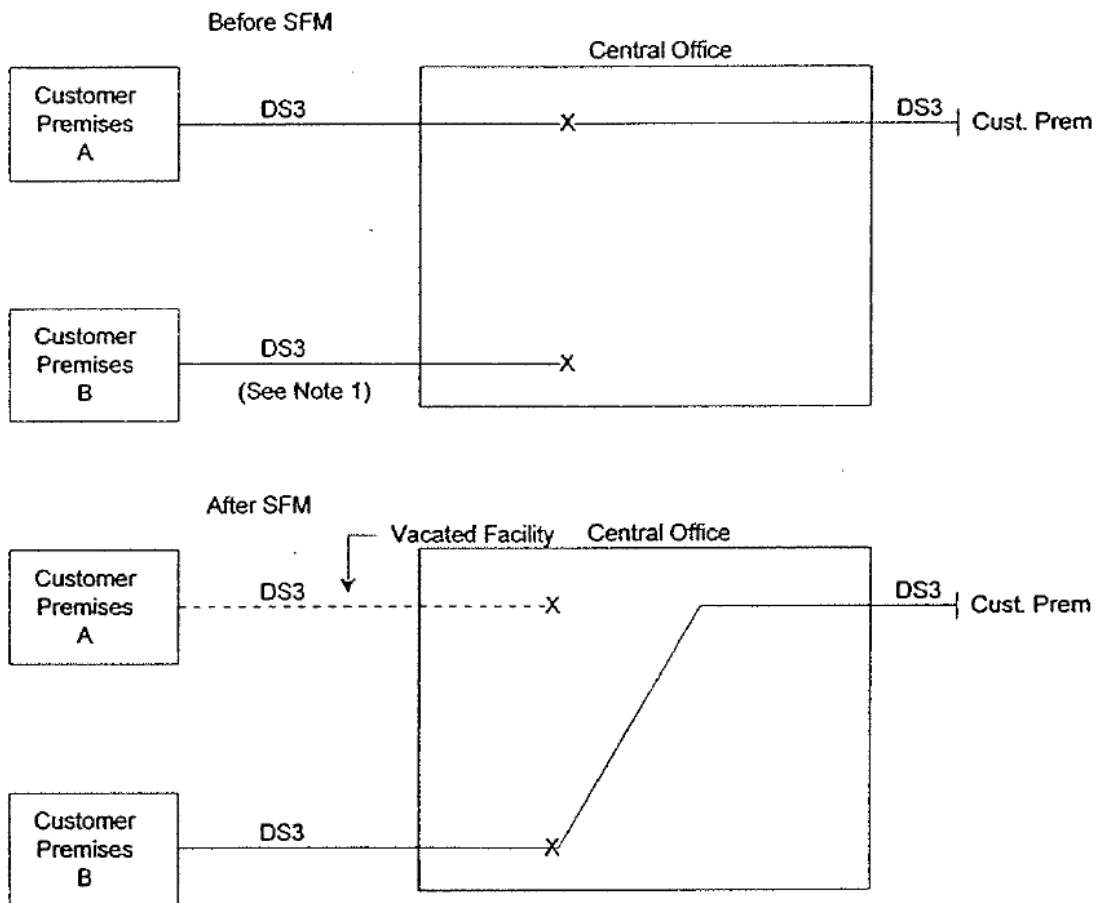 Before SFM
Central Office
Customer
Premises
A
DS3
X
DS3
Cust. Prem
Customer
Premises
B
DS3
(See Note 1)
X
After SFM
Vacated Facility
Central Office
Customer
Premises
A
DS3
X
DS3
Cust. Prem
Customer
Premises
B
DS3
X